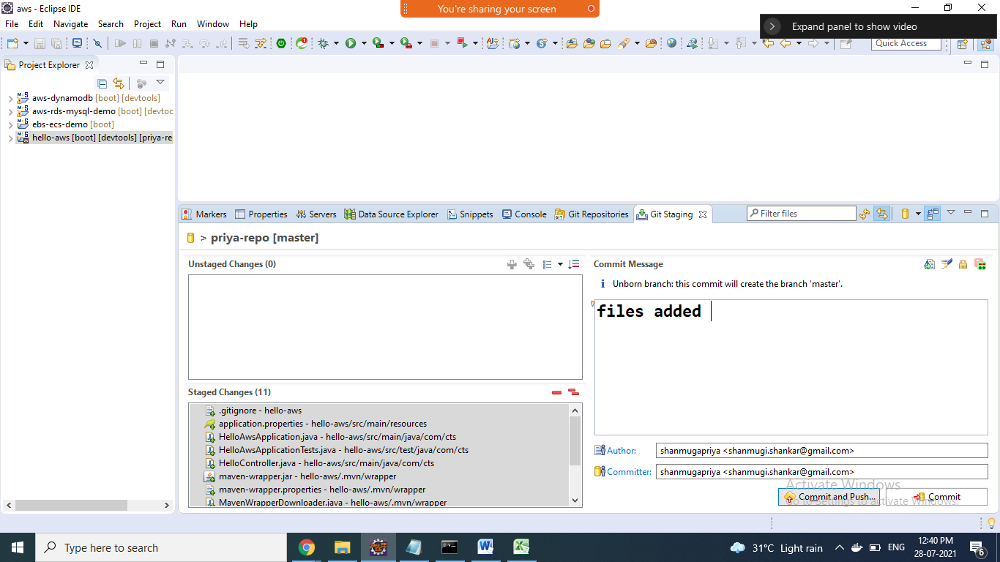 aws - Eclipse IDE
You're sharing your screen
File Edit Navigate Search Project Run Window Help
Expand panel to show video
Quick Access
Project Explorer
aws-dynamodb [boot] [devtools]
aws-rds-mysql-demo [boot] [devtoc
ebs-ecs-demo [boot]
hello-aws [boot] [devtools] [priya-re
Markers Properties Servers Data Source Explorer Snippets Console Git Repositories Git Staging Filter files
> priya-repo [master]
Unstaged Changes (0)
Commit Message
Unborn branch: this commit will create the branch 'master'.
files added
Staged Changes (11)
.gitignore - hello-aws
application.properties - hello-aws/src/main/resources
HelloAwsApplication.java - hello-aws/src/main/java/com/cts
HelloAwsApplicationTests.java - hello-aws/src/test/java/com/cts
HelloController.java - hello-aws/src/main/java/com/cts
maven-wrapper.jar - hello-aws/.mvn/wrapper
maven-wrapper.properties - hello-aws/.mvn/wrapper
MavenWrapperDownloader.java - hello-aws/.mvn/wrapper
Author: shanmugapriya <shanmugi.shankar@gmail.com>
Committer: shanmugapriya <shanmugi.shankar@gmail.com>
Activate Windows
Go to Settings to activate Windows.
Commit and Push... Commit
Type here to search
31°C Light rain ENG
12:40 PM
28-07-2021
6